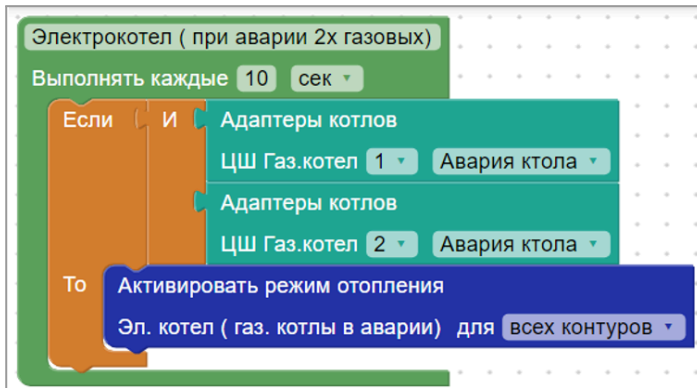 Электрокотел ( при аварии 2х газовых)
Выполнять каждые 10 сек
Если И Адаптеры котлов
ЦШ Газ.котел 1 Авария ктола
Адаптеры котлов
ЦШ Газ.котел 2 Авария ктола
То Активировать режим отопления
Эл. котел ( газ. котлы в аварии) для всех контуров